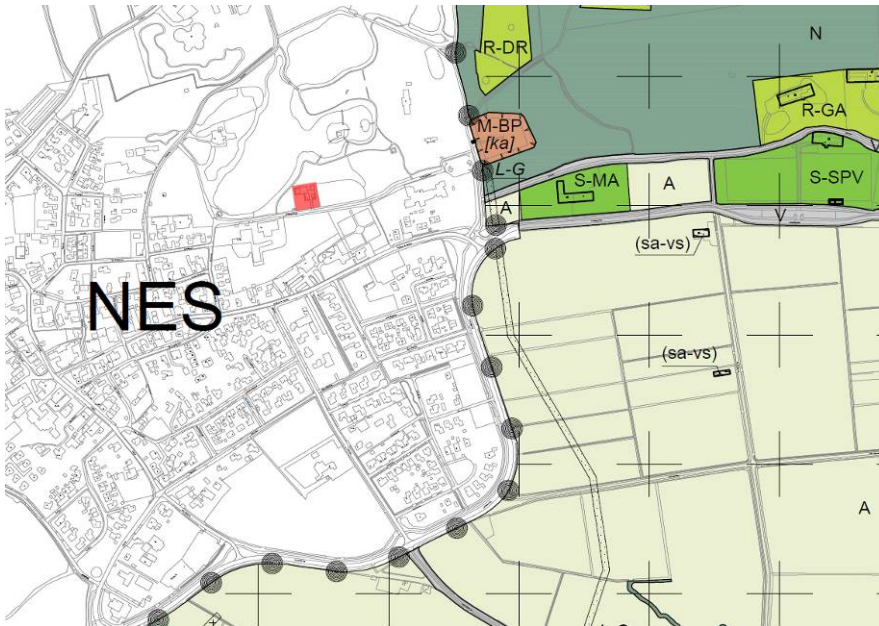 N
R-DR
R-GA
M-BP
[ka]
L-G
S-MA
A
S-SPV
A
V
(sa-vs)
NES
(sa-vs)
A